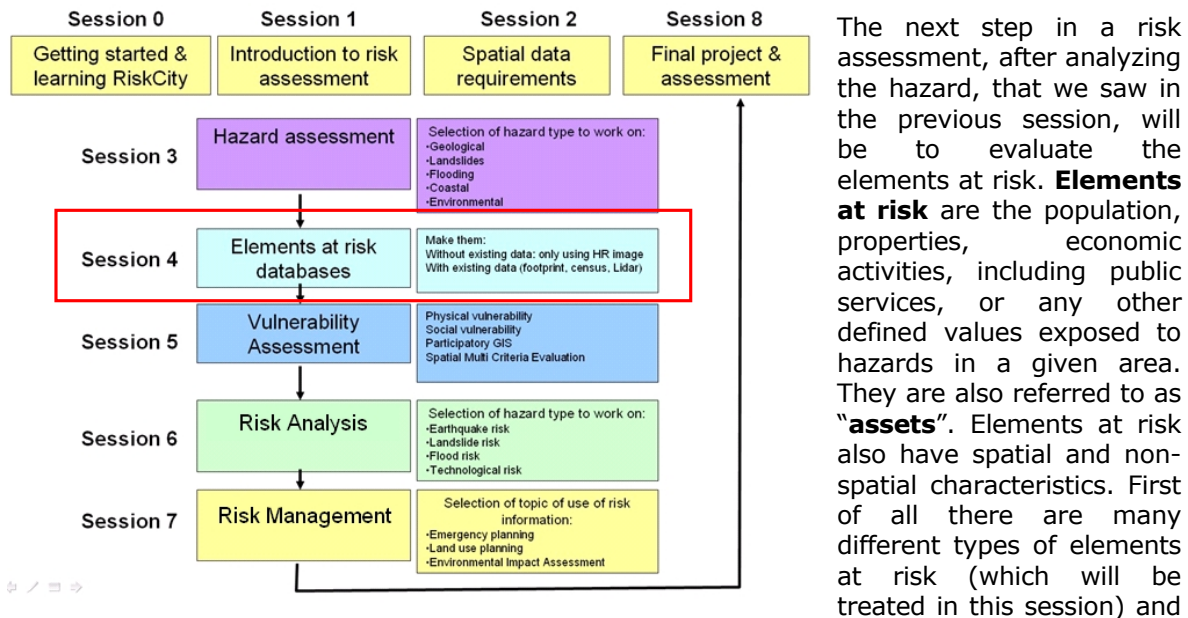 Session 0
Session 1
Session 2
Session 8
Getting started &
learning RiskCity
Introduction to risk
assessment
Spatial data
requirements
Final project &
assessment
Session 3
Hazard assessment
Selection of hazard type to work on:
•Geological
•Landslides
•Flooding
•Coastal
•Environmental
Session 4
Elements at risk
databases
Make them:
Without existing data: only using HR image
With existing data (footprint, census, Lidar)
Session 5
Vulnerability
Assessment
Physical vulnerability
Social vulnerability
Participatory GIS
Spatial Multi Criteria Evaluation
Session 6
Risk Analysis
Selection of hazard type to work on:
•Earthquake risk
•Landslide risk
•Flood risk
•Technological risk
Session 7
Risk Management
Selection of topic of use of risk
information:
•Emergency planning
•Land use planning
•Environmental Impact Assessment
The next step in a risk
assessment, after analyzing
the hazard, that we saw in
the previous session, will
be to evaluate the
elements at risk. Elements
at risk are the population,
properties, economic
activities, including public
services, or any other
defined values exposed to
hazards in a given area.
They are also referred to as
“assets”. Elements at risk
also have spatial and non-
spatial characteristics. First
of all there are many
different types of elements
at risk (which will be
treated in this session) and